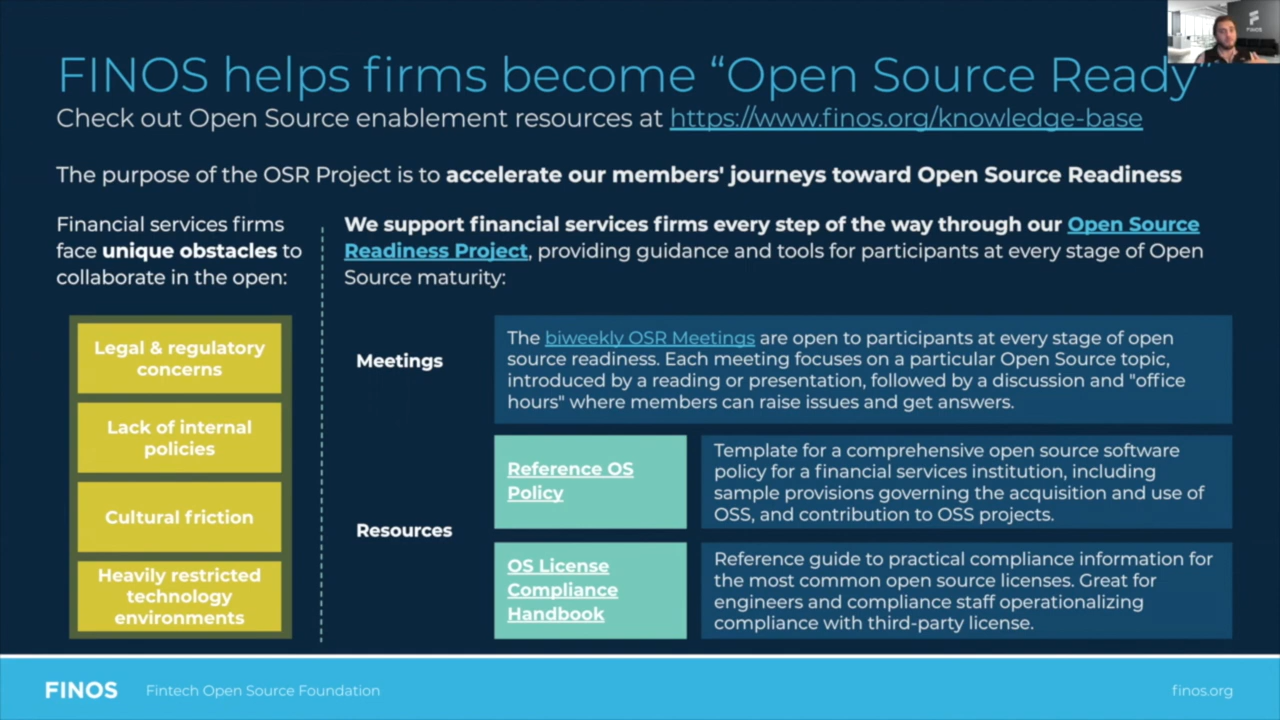 FINOS helps firms become “Open Source Ready”
Check out Open Source enablement resources at https://www.finos.org/knowledge-base
The purpose of the OSR Project is to accelerate our members' journeys toward Open Source Readiness
Financial services firms
face unique obstacles to
collaborate in the open:
Legal & regulatory
concerns
Lack of internal
policies
Cultural friction
Heavily restricted
technology
environments
We support financial services firms every step of the way through our Open Source
Readiness Project, providing guidance and tools for participants at every stage of Open
Source maturity:
Meetings
The biweekly OSR Meetings are open to participants at every stage of open
source readiness. Each meeting focuses on a particular Open Source topic,
introduced by a reading or presentation, followed by a discussion and "office
hours" where members can raise issues and get answers.
Resources
Reference OS
Policy
Template for a comprehensive open source software
policy for a financial services institution, including
sample provisions governing the acquisition and use of
OSS, and contribution to OSS projects.
OS License
Compliance
Handbook
Reference guide to practical compliance information for
the most common open source licenses. Great for
engineers and compliance staff operationalizing
compliance with third-party license.
FINOS
Fintech Open Source Foundation
finos.org
FINOS